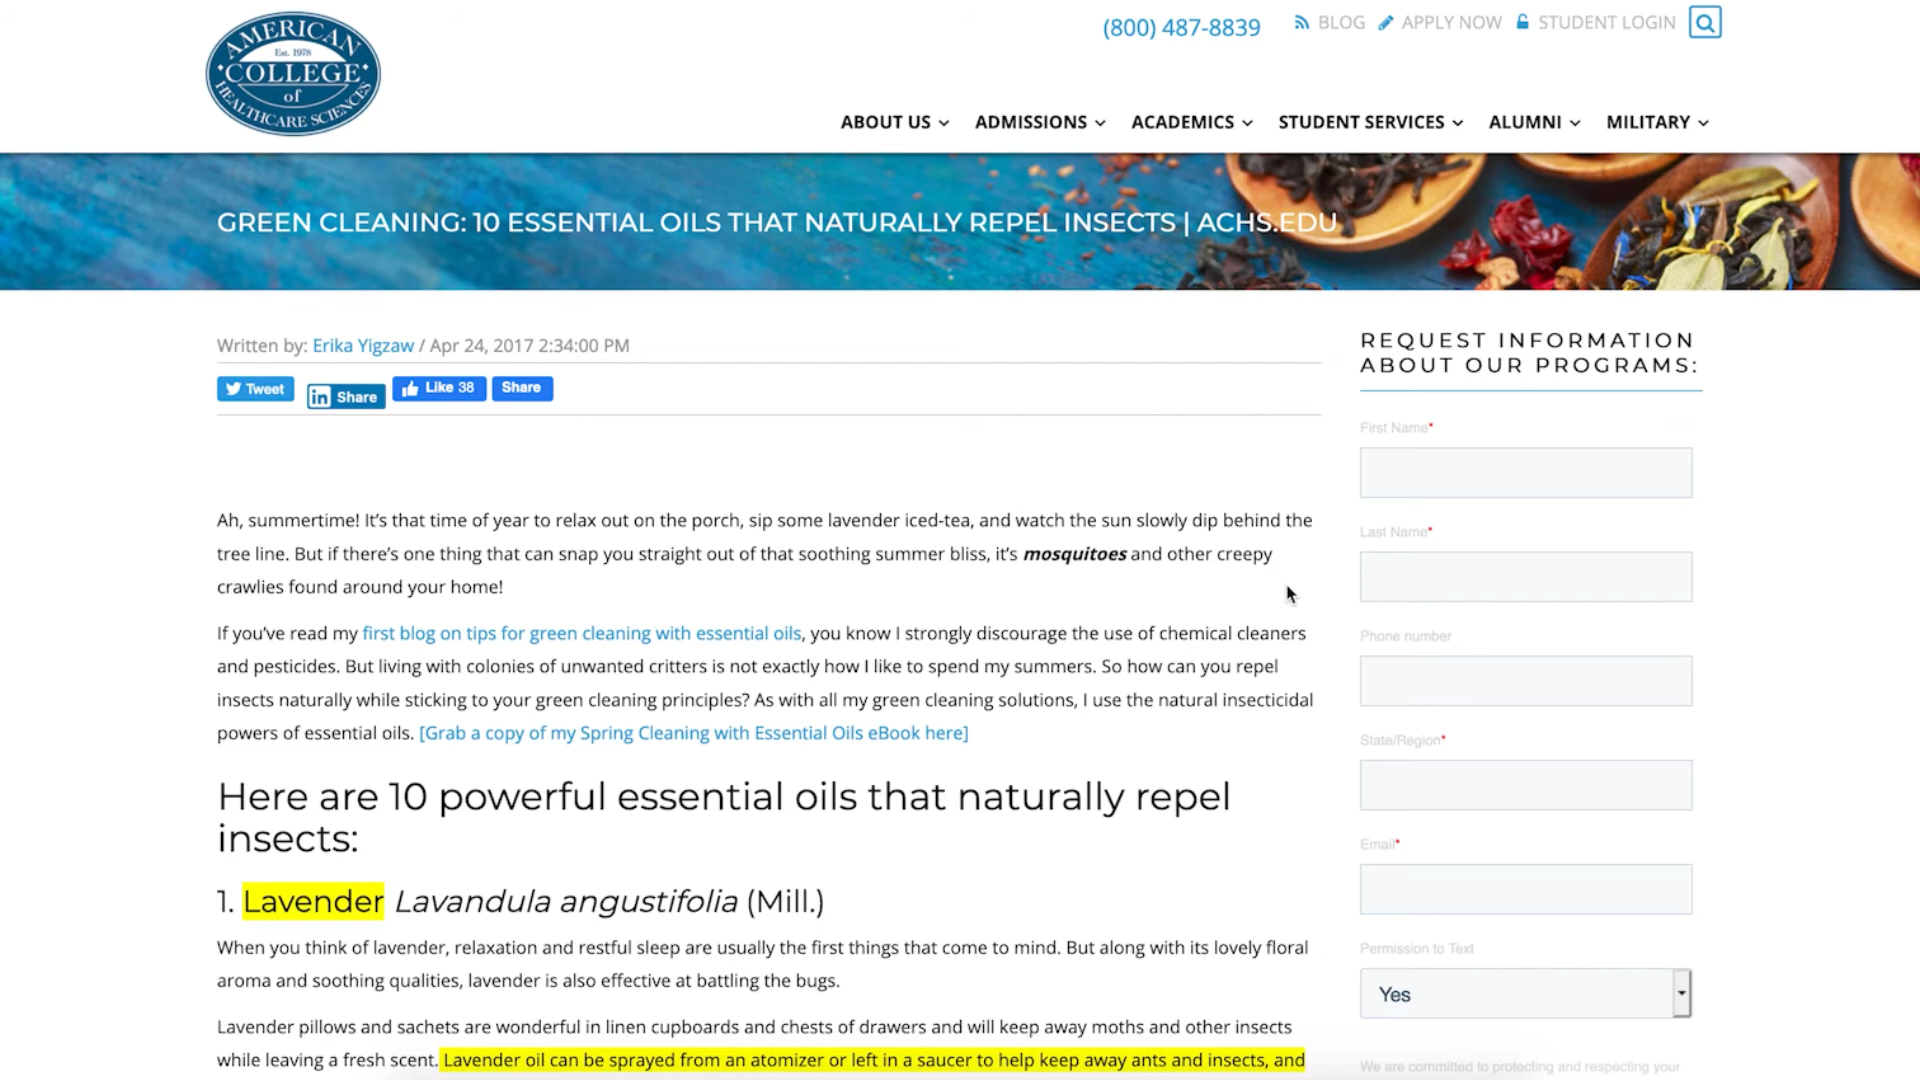 AMERICAN
Est. 1978
COLLEGE
of
HEALTHCARE SCIENCES
(800) 487-8839
BLOG
APPLY NOW
STUDENT LOGIN
ABOUT US
ADMISSIONS
ACADEMICS
STUDENT SERVICES
ALUMNI
MILITARY
GREEN CLEANING: 10 ESSENTIAL OILS THAT NATURALLY REPEL INSECTS | ACHS.EDU
Written by: Erika Yigzaw / Apr 24, 2017 2:34:00 PM
Tweet
in Share
Like 38
Share
Ah, summertime! It's that time of year to relax out on the porch, sip some lavender iced-tea, and watch the sun slowly dip behind the
tree line. But if there's one thing that can snap you straight out of that soothing summer bliss, it's mosquitoes and other creepy
crawlies found around your home!
If you've read my first blog on tips for green cleaning with essential oils, you know I strongly discourage the use of chemical cleaners
and pesticides. But living with colonies of unwanted critters is not exactly how I like to spend my summers. So how can you repel
insects naturally while sticking to your green cleaning principles? As with all my green cleaning solutions, I use the natural insecticidal
powers of essential oils. [Grab a copy of my Spring Cleaning with Essential Oils eBook here]
Here are 10 powerful essential oils that naturally repel
insects:
1. Lavender Lavandula angustifolia (Mill.)
When you think of lavender, relaxation and restful sleep are usually the first things that come to mind. But along with its lovely floral
aroma and soothing qualities, lavender is also effective at battling the bugs.
Lavender pillows and sachets are wonderful in linen cupboards and chests of drawers and will keep away moths and other insects
while leaving a fresh scent. Lavender oil can be sprayed from an atomizer or left in a saucer to help keep away ants and insects, and
REQUEST INFORMATION
ABOUT OUR PROGRAMS:
First Name*
Last Name*
Phone number
State/Region*
Email*
Permission to Text
Yes
We are committed to protecting and respecting your